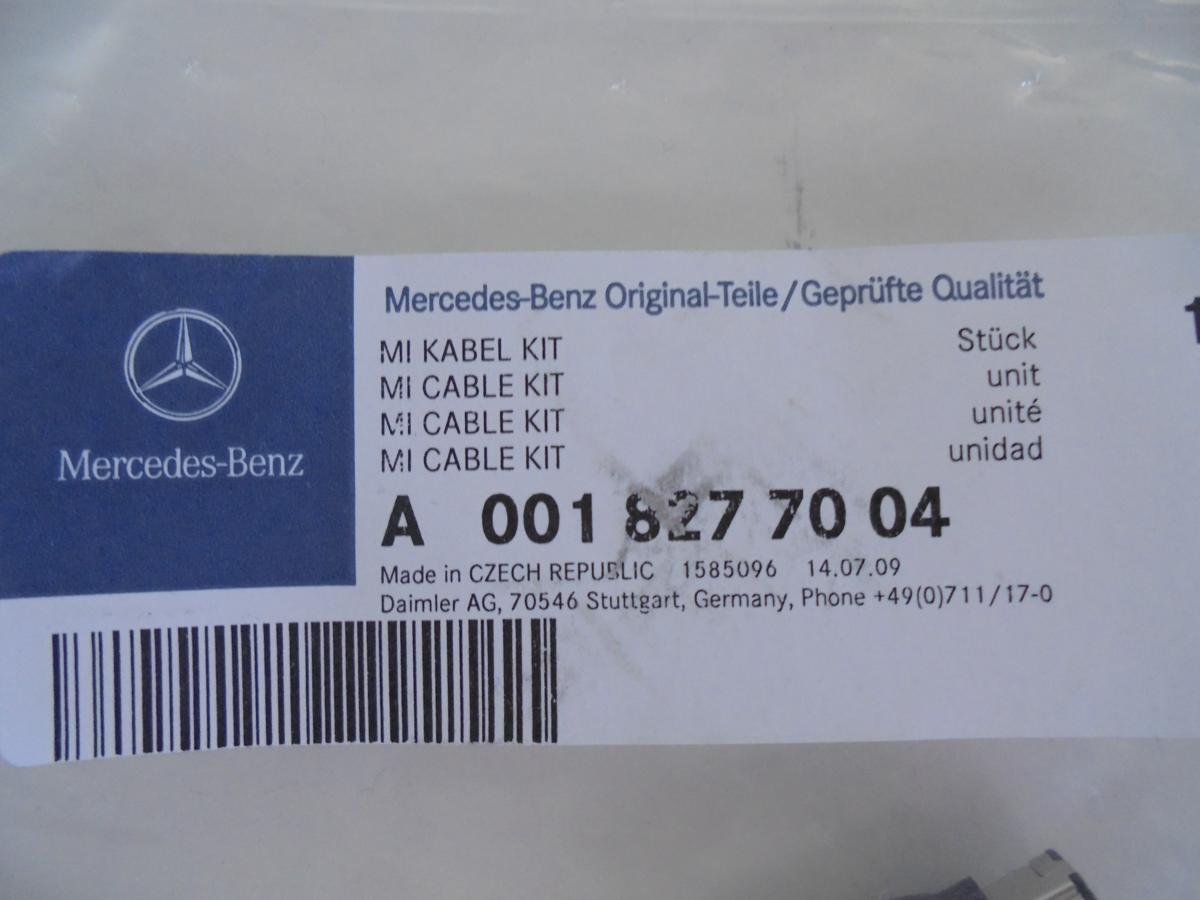 Mercedes-Benz
Mercedes-Benz Original-Teile/Geprüfte Qualität
MI KABEL KIT Stück
MI CABLE KIT unit
MI CABLE KIT unité
MI CABLE KIT unidad
A 001 827 70 04
Made in CZECH REPUBLIC 1585096 14.07.09
Daimler AG, 70546 Stuttgart, Germany, Phone +49(0)711/17-0